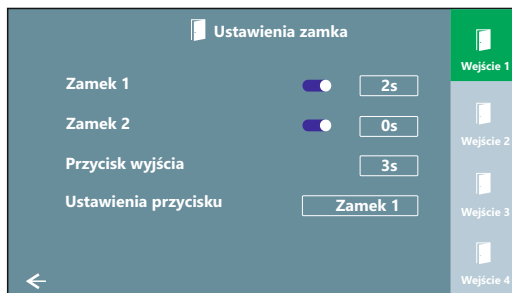 Ustawienia zamka
Zamek 1 2s
Zamek 2 0s
Przycisk wyjścia 3s
Ustawienia przycisku Zamek 1
Wejście 1
Wejście 2
Wejście 3
Wejście 4